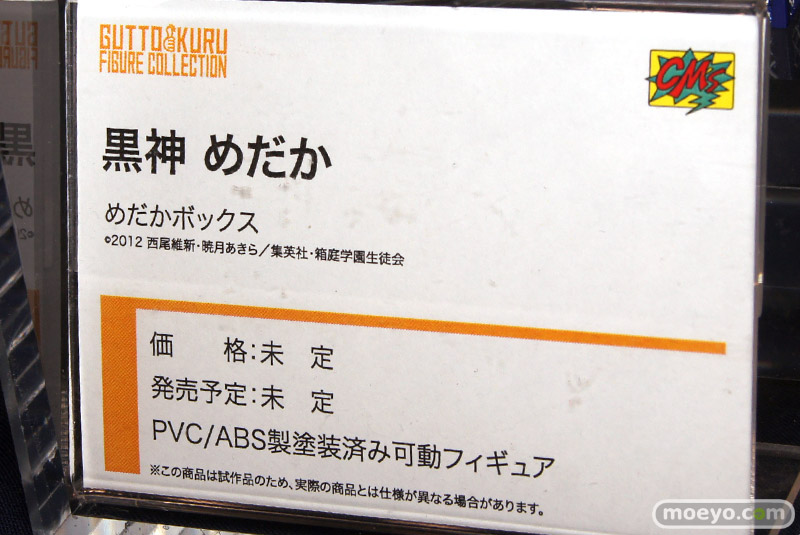 GUTTO KURU
FIGURE COLLECTION
CMs
黒神 めだか
めだかボックス
©2012 西尾維新・暁月あきら／集英社・箱庭学園生徒会
価　格：未　定
発売予定：未　定
PVC/ABS製塗装済み可動フィギュア
※この商品は試作品のため、実際の商品とは仕様が異なる場合があります。
moeyo.com